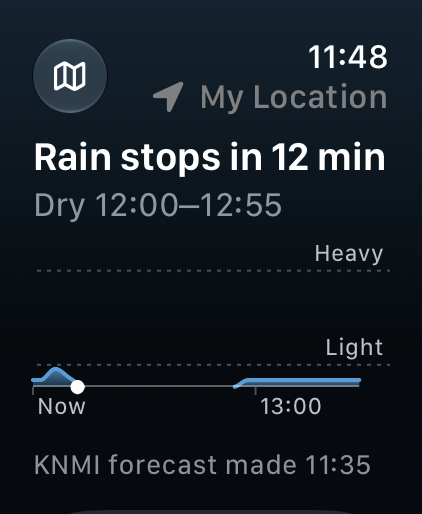 11:48
My Location
Rain stops in 12 min
Dry 12:00–12:55
Heavy
Light
Now
13:00
KNMI forecast made 11:35